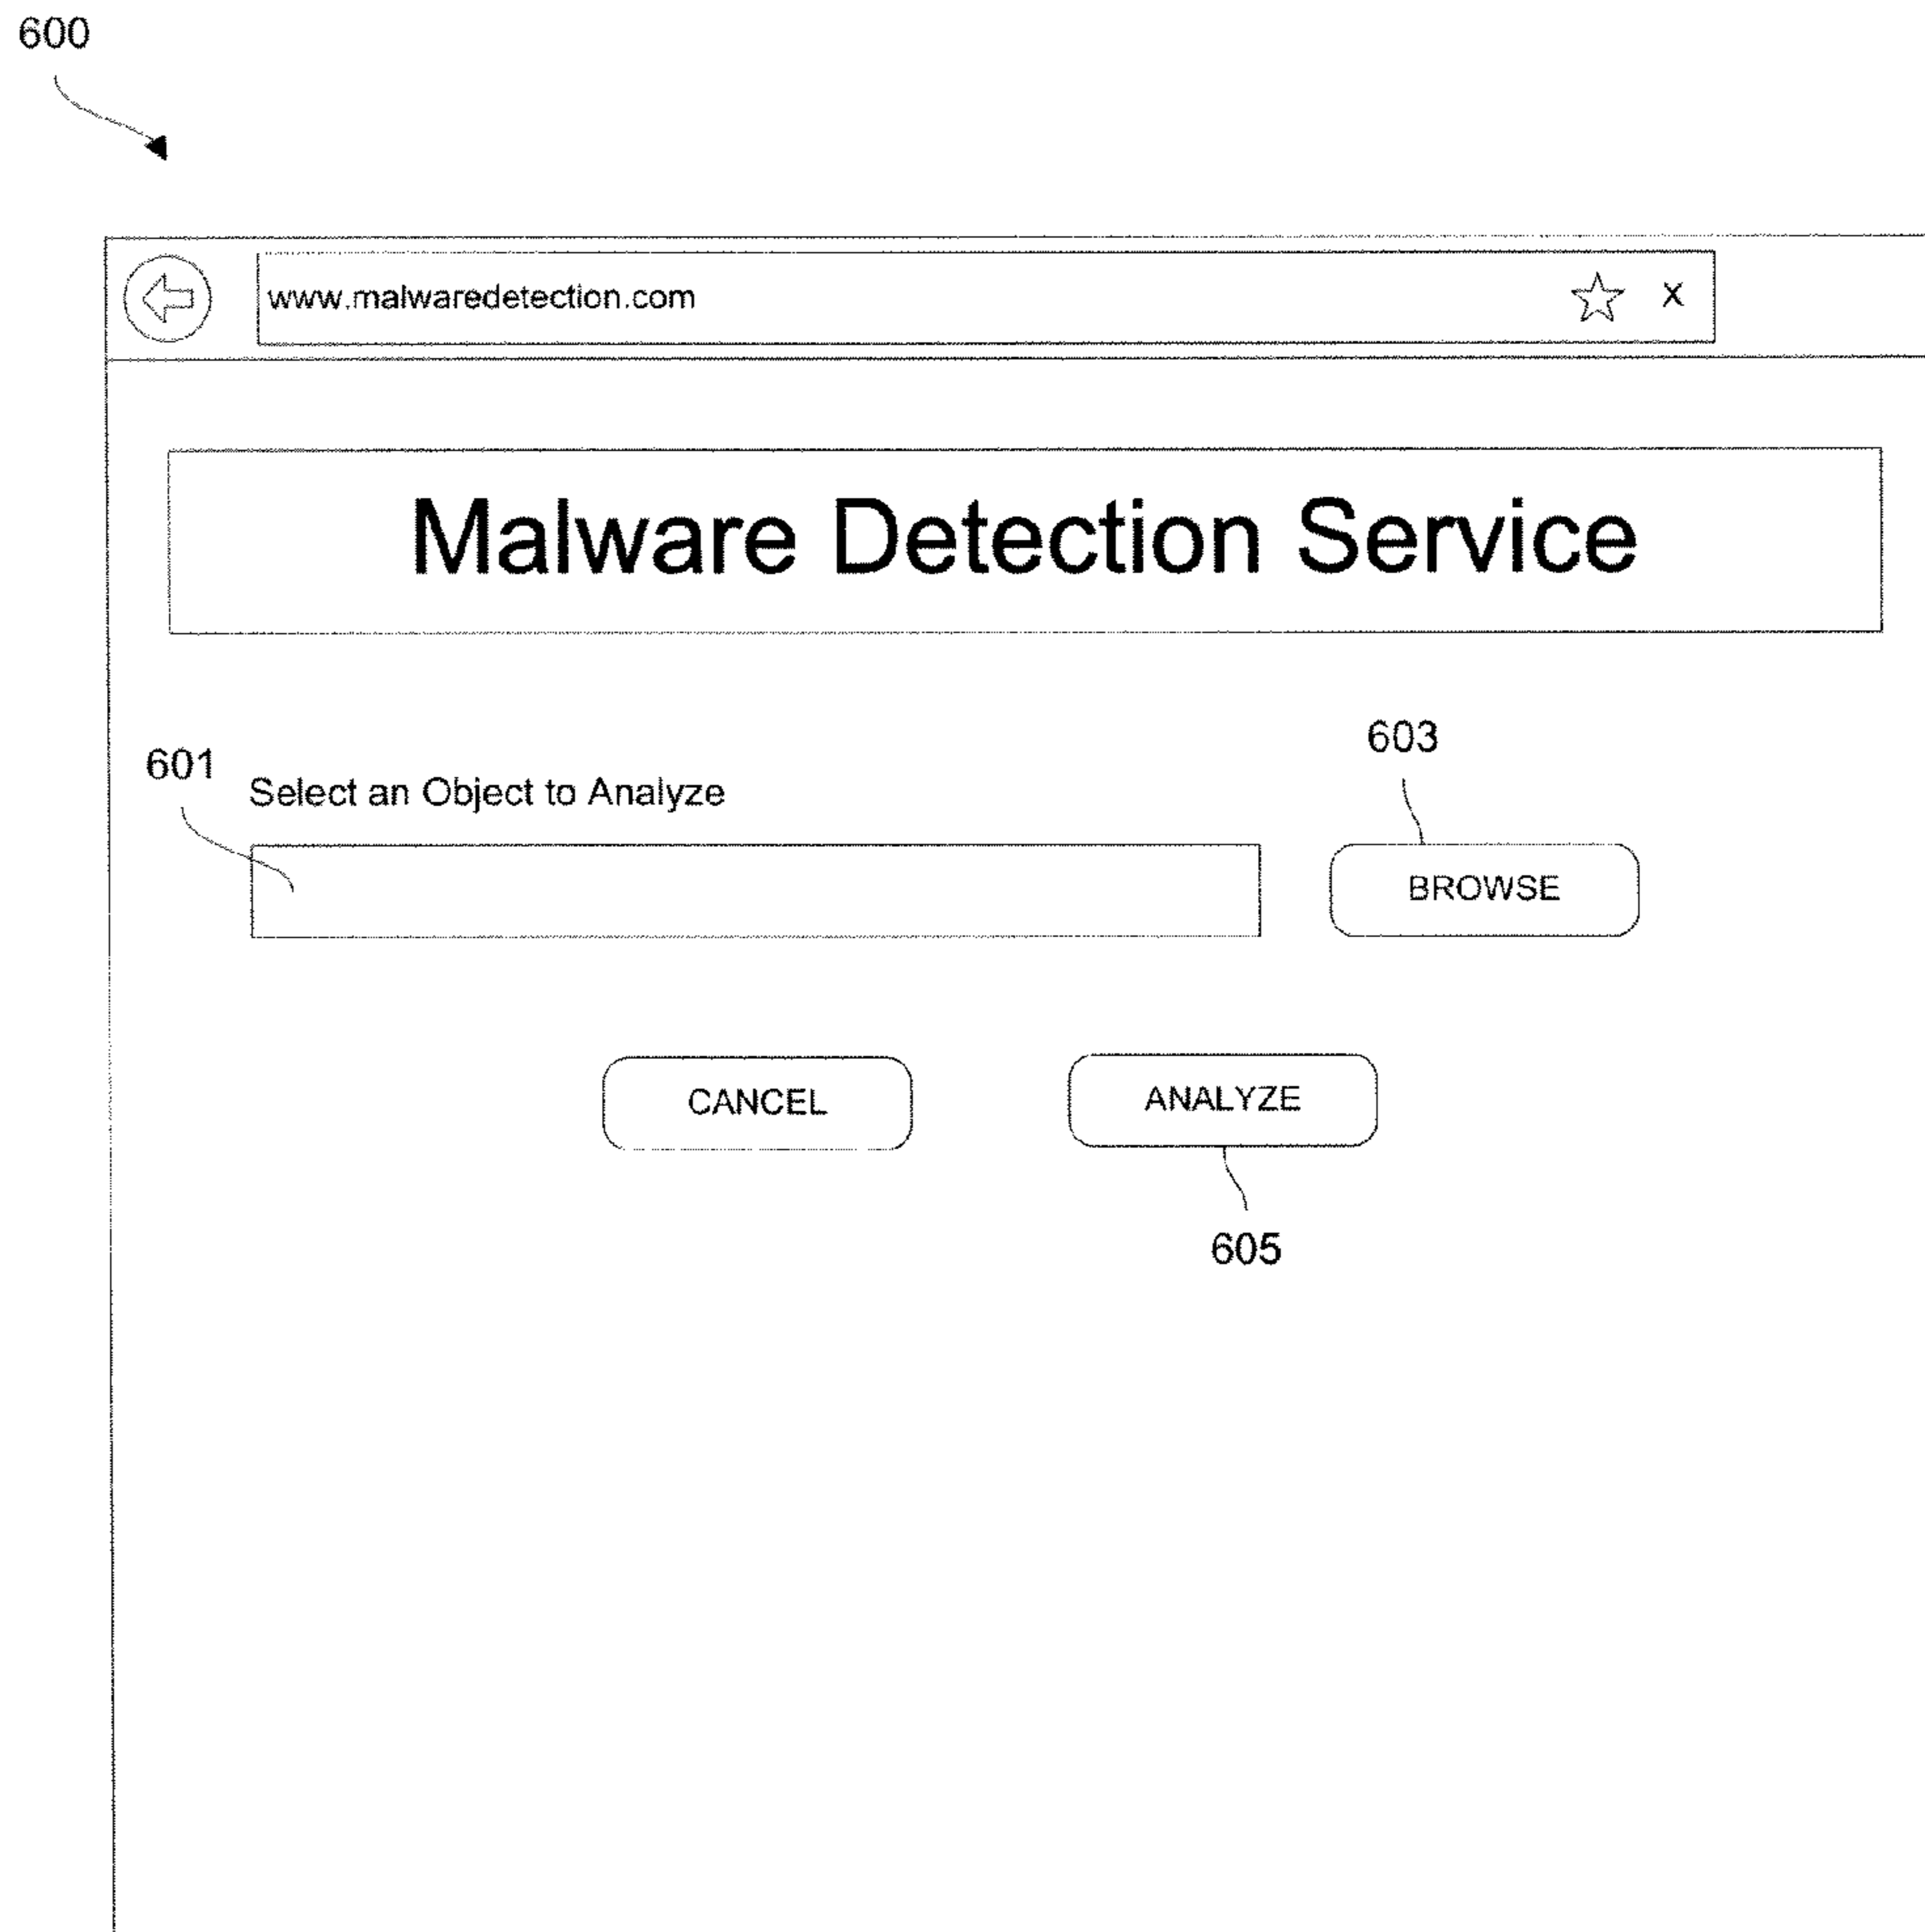 600
www.malwaredetection.com
X
Malware Detection Service
603
601
Select an Object to Analyze
BROWSE
CANCEL
ANALYZE
605